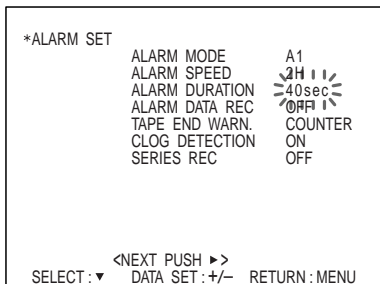 *ALARM SET
ALARM MODE A1
ALARM SPEED 2H
ALARM DURATION 40sec
ALARM DATA REC OFF
TAPE END WARN. COUNTER
CLOG DETECTION ON
SERIES REC OFF
<NEXT PUSH ►>
SELECT : ▼ DATA SET : +/– RETURN : MENU